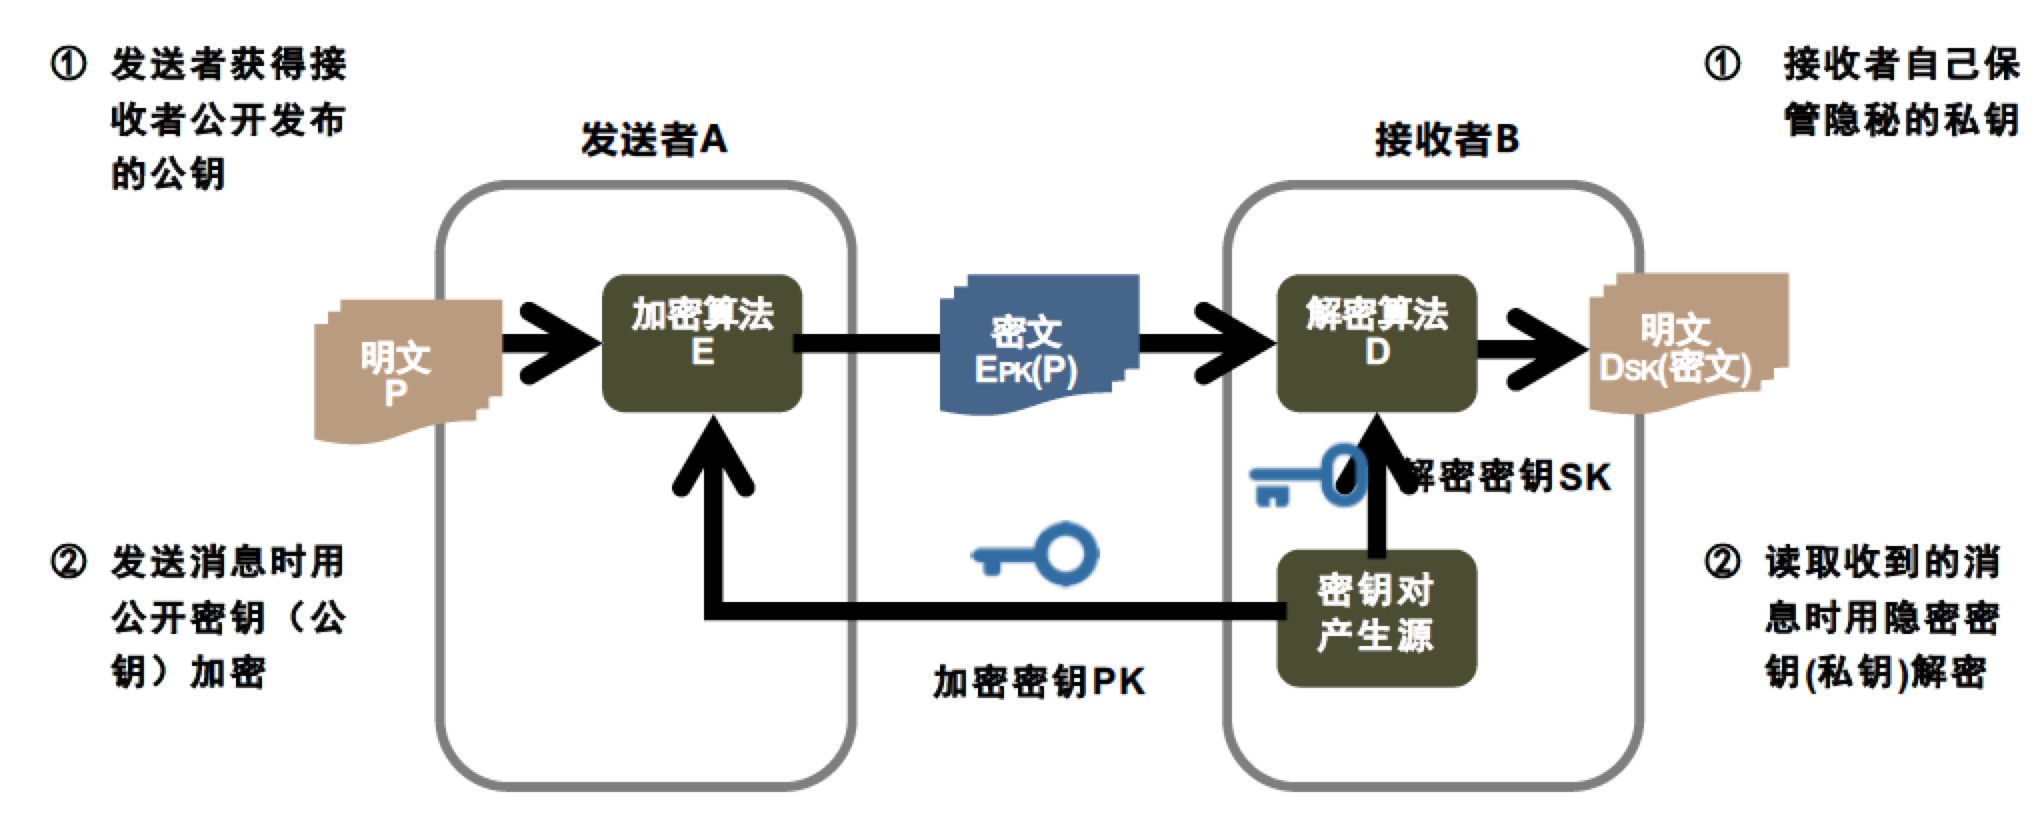 ① 发送者获得接
收者公开发布
的公钥
① 接收者自己保
管隐秘的私钥
发送者A
接收者B
明文
P
加密算法
E
密文
EPK(P)
解密算法
D
明文
DSK(密文)
解密密钥SK
密钥对
产生源
加密密钥PK
② 发送消息时用
公开密钥（公
钥）加密
② 读取收到的消
息时用隐密密
钥(私钥)解密